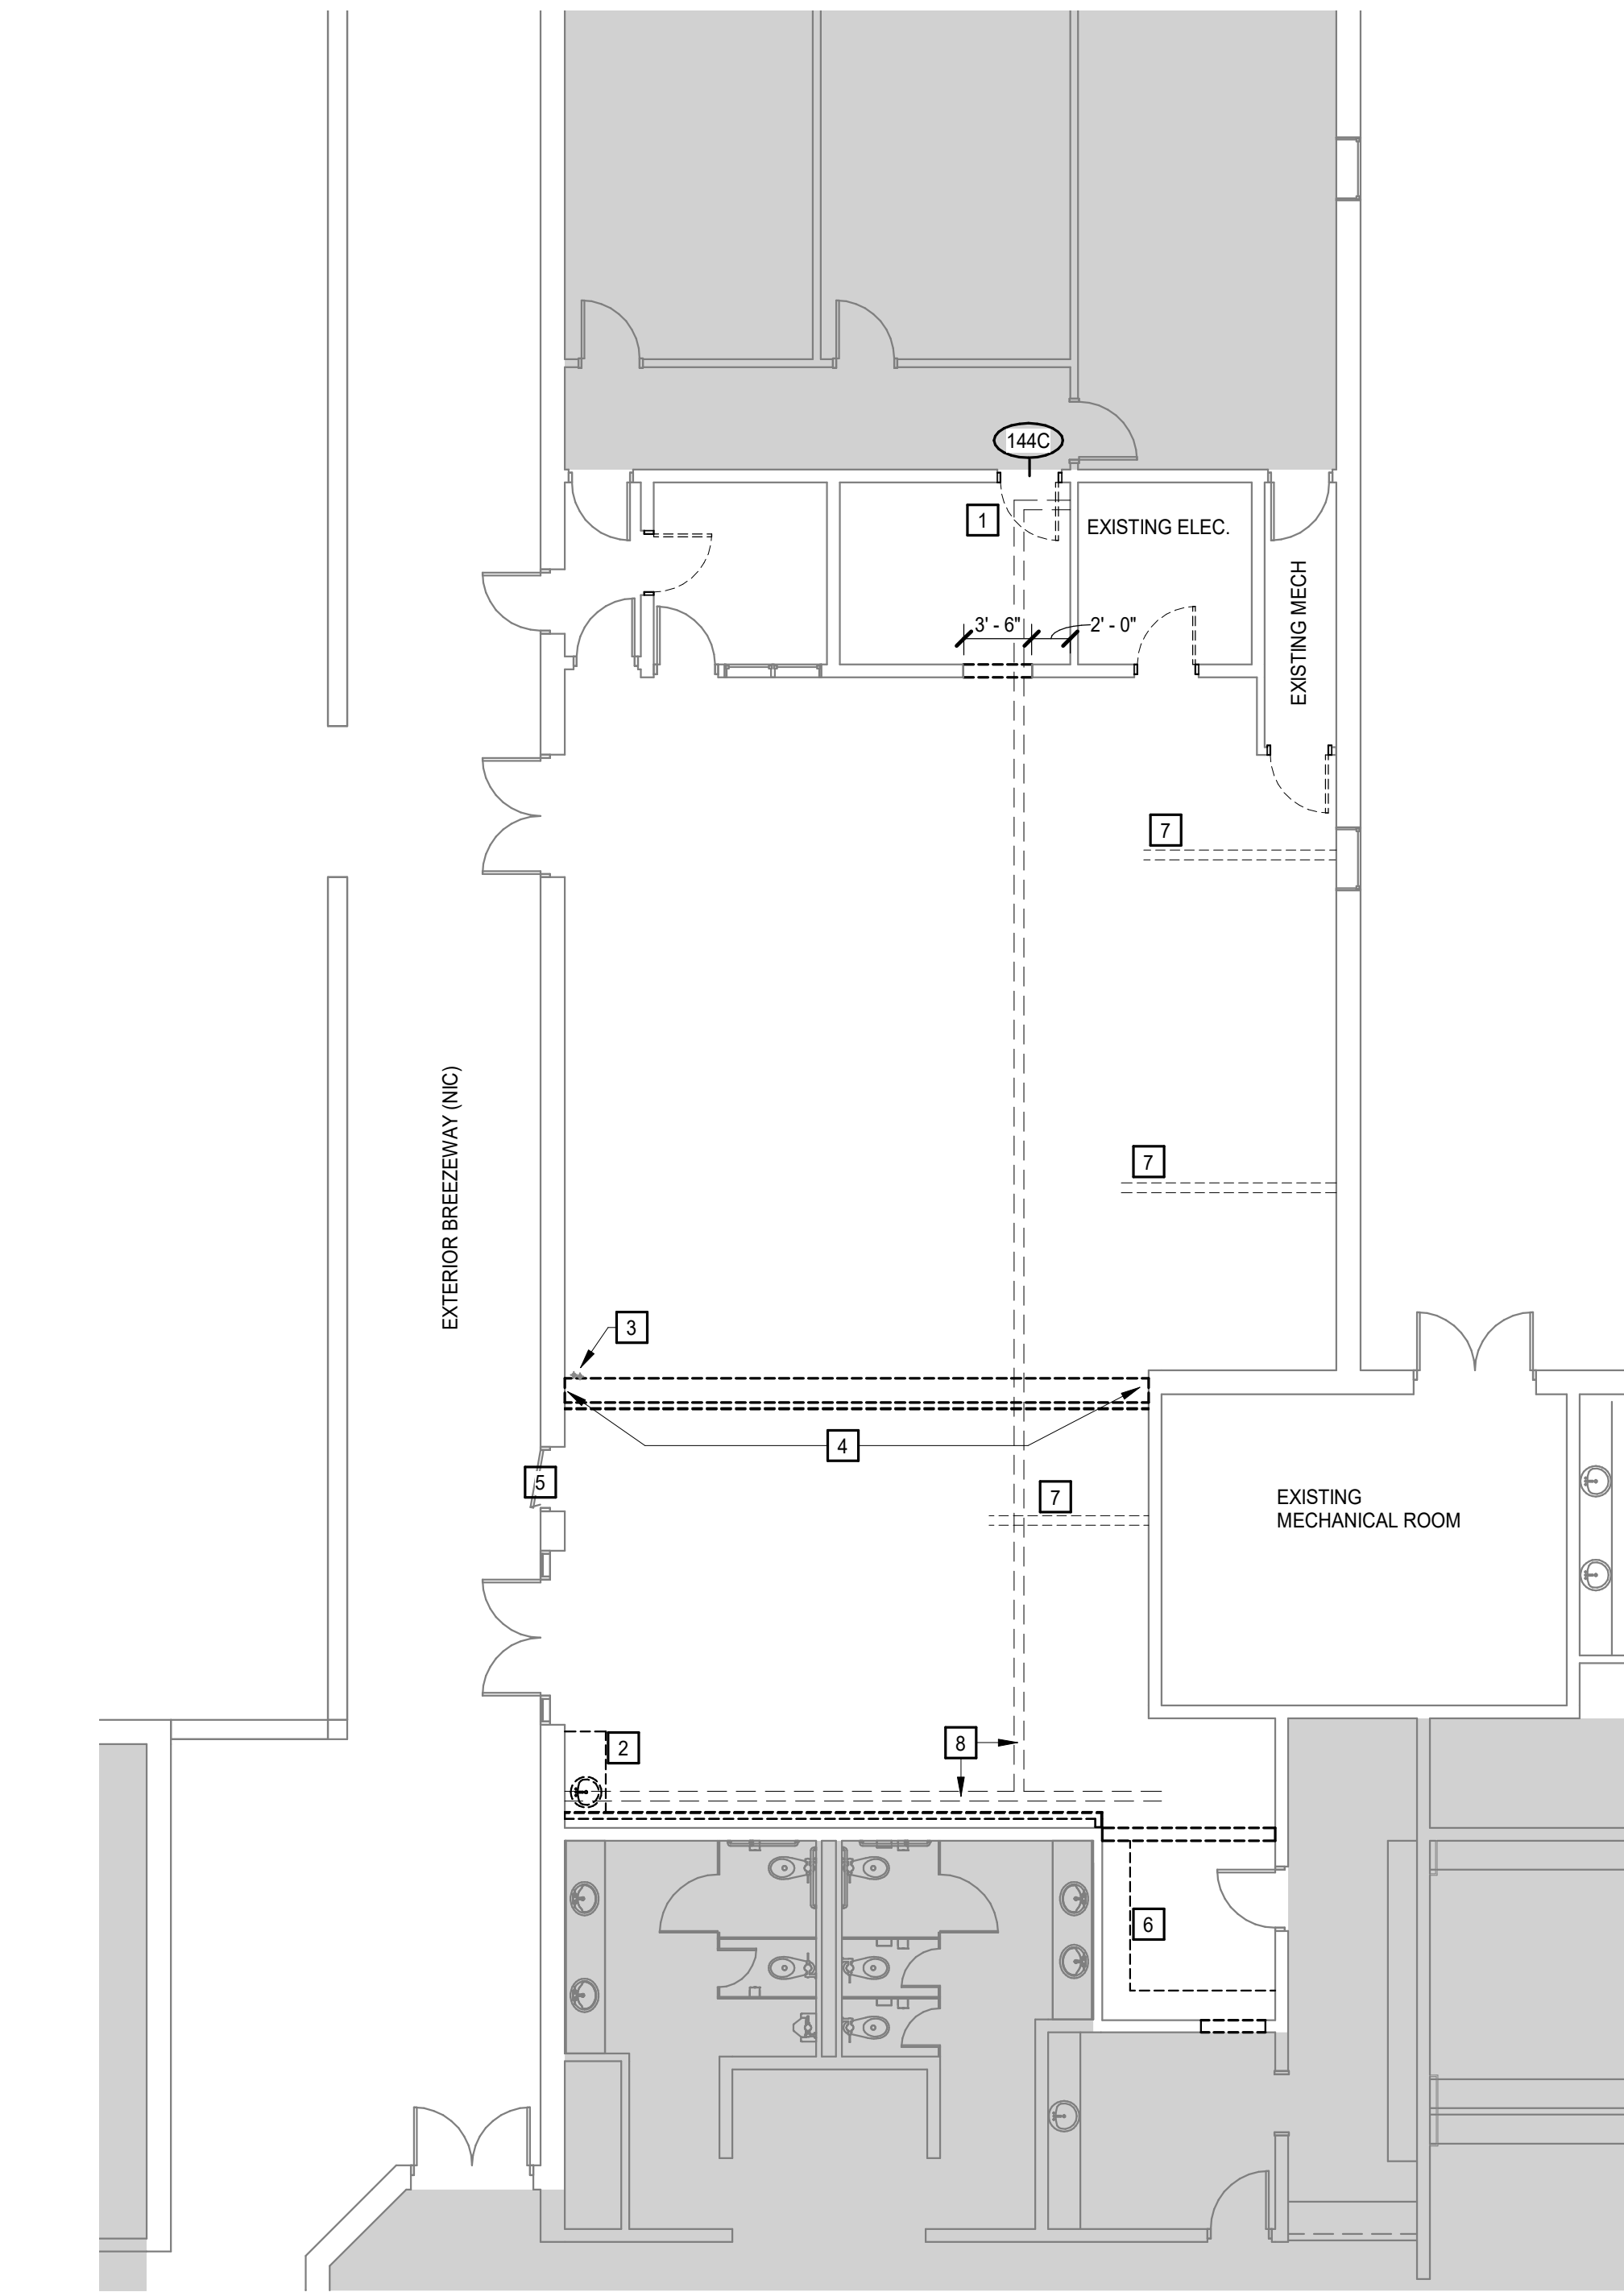 144C
1
EXISTING ELEC.
EXISTING MECH
3' - 6"
2' - 0"
7
EXTERIOR BREEZEWAY (NIC)
7
3
4
5
7
EXISTING
MECHANICAL ROOM
2
8
6